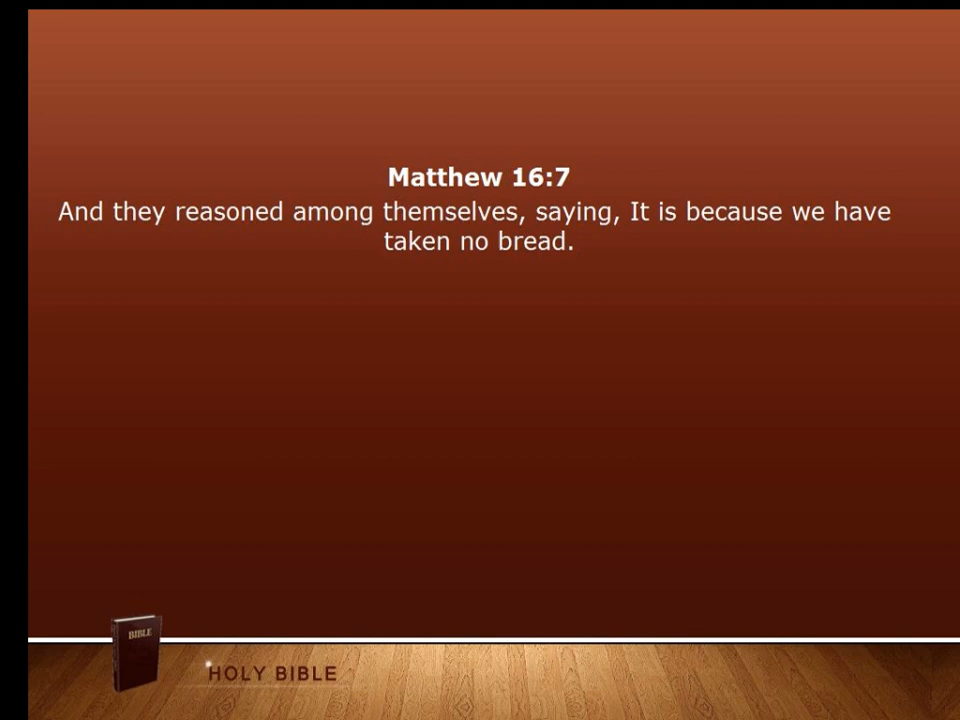 Matthew 16:7
And they reasoned among themselves, saying, It is because we have
taken no bread.
BIBLE
HOLY BIBLE